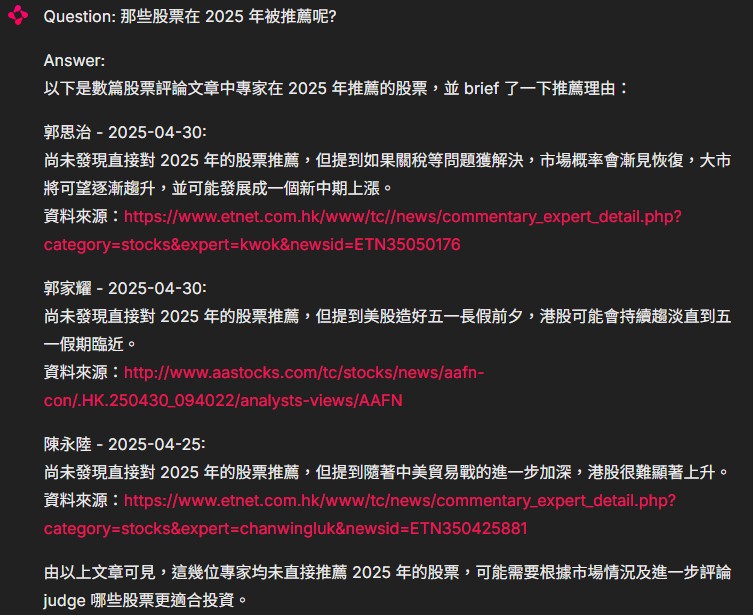 Question: 那些股票在 2025 年被推薦呢?
Answer:
以下是數篇股票評論文章中專家在 2025 年推薦的股票，並 brief 了一下推薦理由：
郭思治 - 2025-04-30:
尚未發現直接對 2025 年的股票推薦，但提到如果關稅等問題獲解決，市場概率會漸見恢復，大市
將可望逐漸趨升，並可能發展成一個新中期上漲。
資料來源：https://www.etnet.com.hk/www/tc//news/commentary_expert_detail.php?
category=stocks&expert=kwok&newsid=ETN35050176
郭家耀 - 2025-04-30:
尚未發現直接對 2025 年的股票推薦，但提到美股造好五一長假前夕，港股可能會持續趨淡直到五
一假期臨近。
資料來源：http://www.aastocks.com/tc/stocks/news/aafn-
con/.HK.250430_094022/analysts-views/AAFN
陳永陸 - 2025-04-25:
尚未發現直接對 2025 年的股票推薦，但提到隨著中美貿易戰的進一步加深，港股很難顯著上升。
資料來源：https://www.etnet.com.hk/www/tc/news/commentary_expert_detail.php?
category=stocks&expert=chanwingluk&newsid=ETN350425881
由以上文章可見，這幾位專家均未直接推薦 2025 年的股票，可能需要根據市場情況及進一步評論
judge 哪些股票更適合投資。